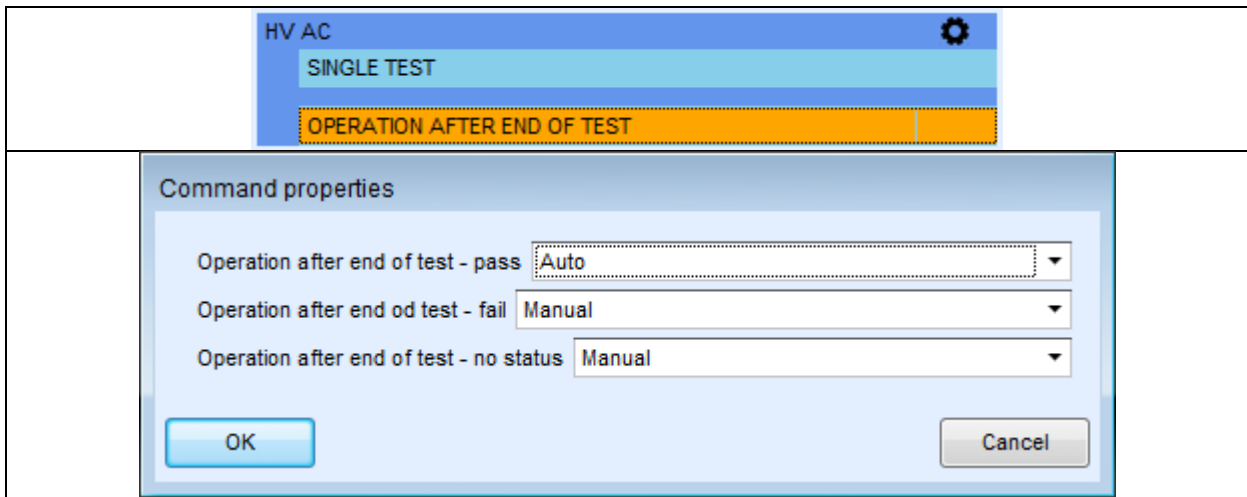 HV AC
SINGLE TEST
OPERATION AFTER END OF TEST
Command properties
Operation after end of test - pass Auto
Operation after end od test - fail Manual
Operation after end of test - no status Manual
OK Cancel